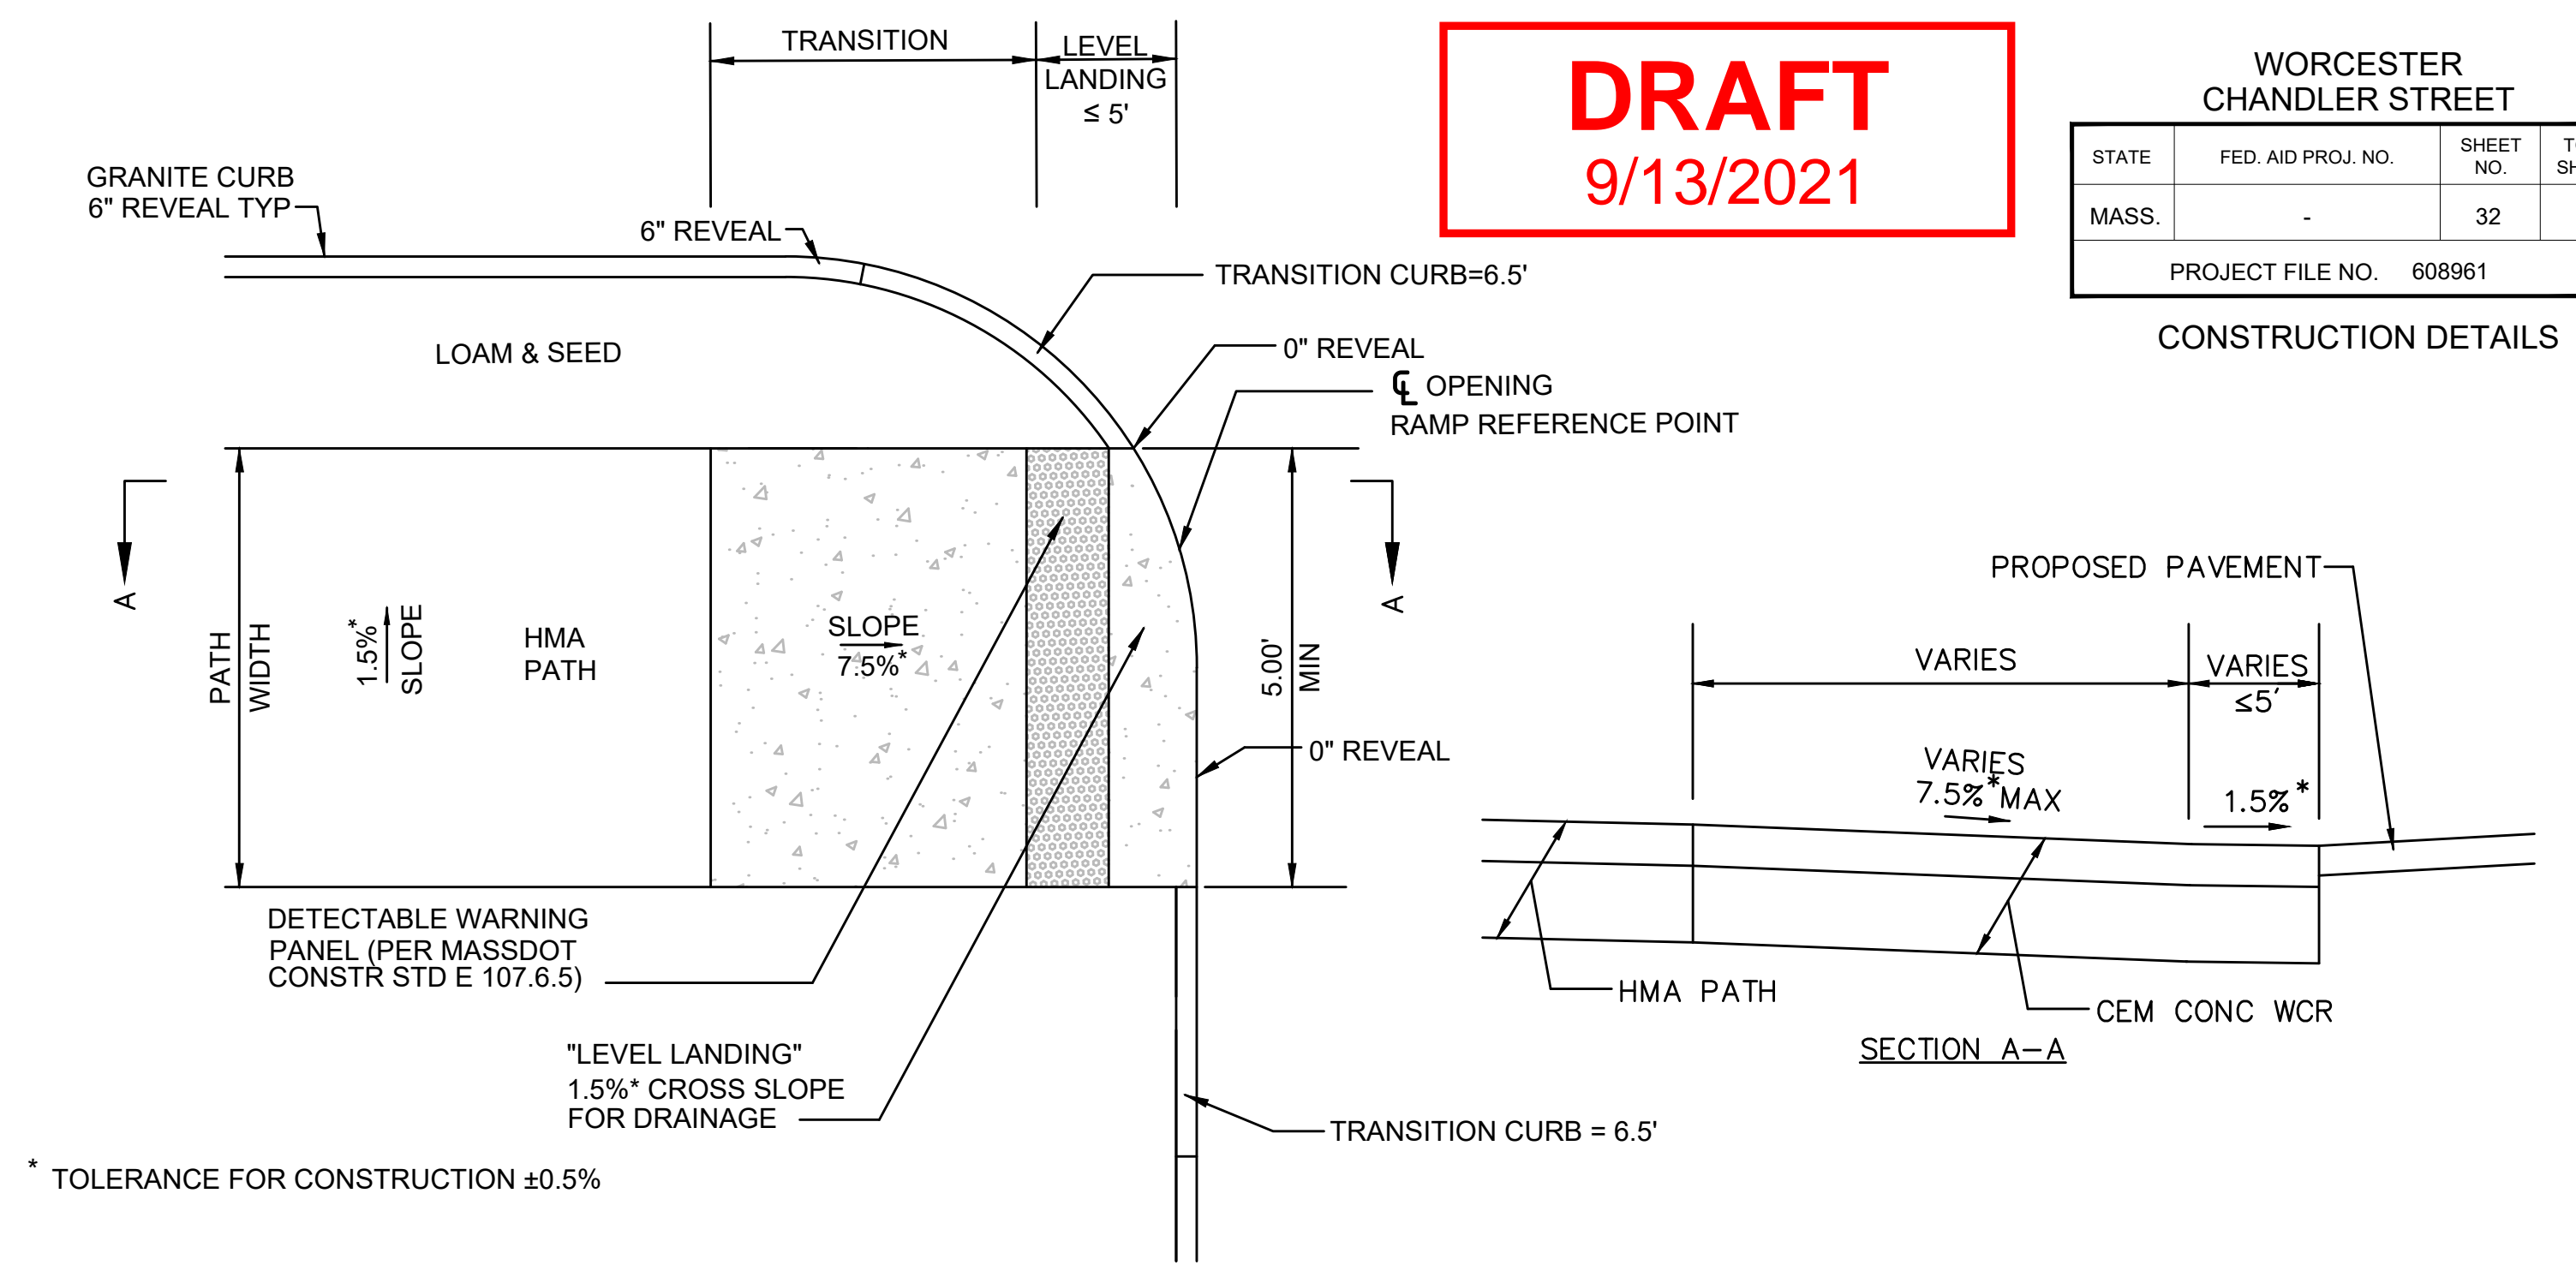 TRANSITION
LEVEL
LANDING
≤ 5'
DRAFT
9/13/2021
WORCESTER
CHANDLER STREET
STATE
FED. AID PROJ. NO.
SHEET
NO.
MASS.
-
32
PROJECT FILE NO. 608961
CONSTRUCTION DETAILS
GRANITE CURB
6" REVEAL TYP
6" REVEAL
TRANSITION CURB=6.5'
0" REVEAL
℄ OPENING
RAMP REFERENCE POINT
LOAM & SEED
A
A
PATH
WIDTH
1.5%*
SLOPE
HMA
PATH
SLOPE
7.5%*
5.00'
MIN
0" REVEAL
DETECTABLE WARNING
PANEL (PER MASSDOT
CONSTR STD E 107.6.5)
"LEVEL LANDING"
1.5%* CROSS SLOPE
FOR DRAINAGE
TRANSITION CURB = 6.5'
* TOLERANCE FOR CONSTRUCTION ±0.5%
PROPOSED PAVEMENT
VARIES
VARIES
≤5'
VARIES
7.5%*MAX
1.5%*
HMA PATH
CEM CONC WCR
SECTION A-A